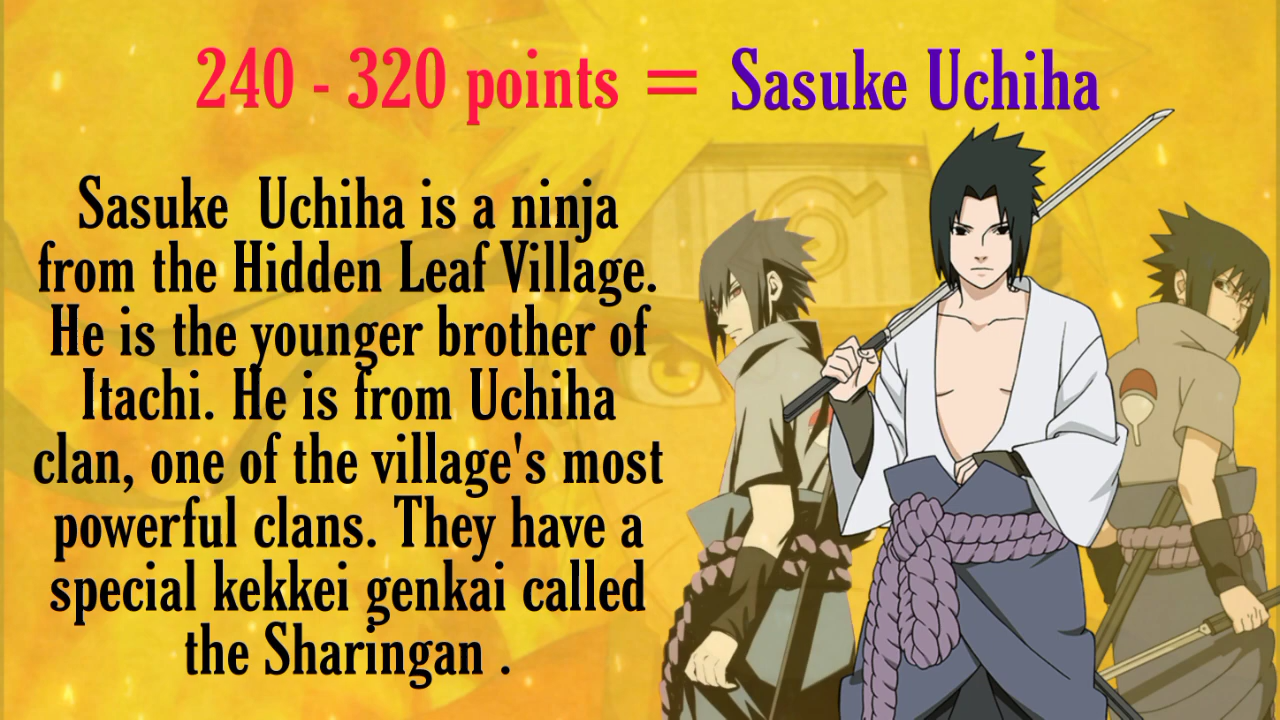 240 - 320 points = Sasuke Uchiha
Sasuke  Uchiha is a ninja
from the Hidden Leaf Village.
He is the younger brother of
Itachi. He is from Uchiha
clan, one of the village's most
powerful clans. They have a
special kekkei genkai called
the Sharingan .